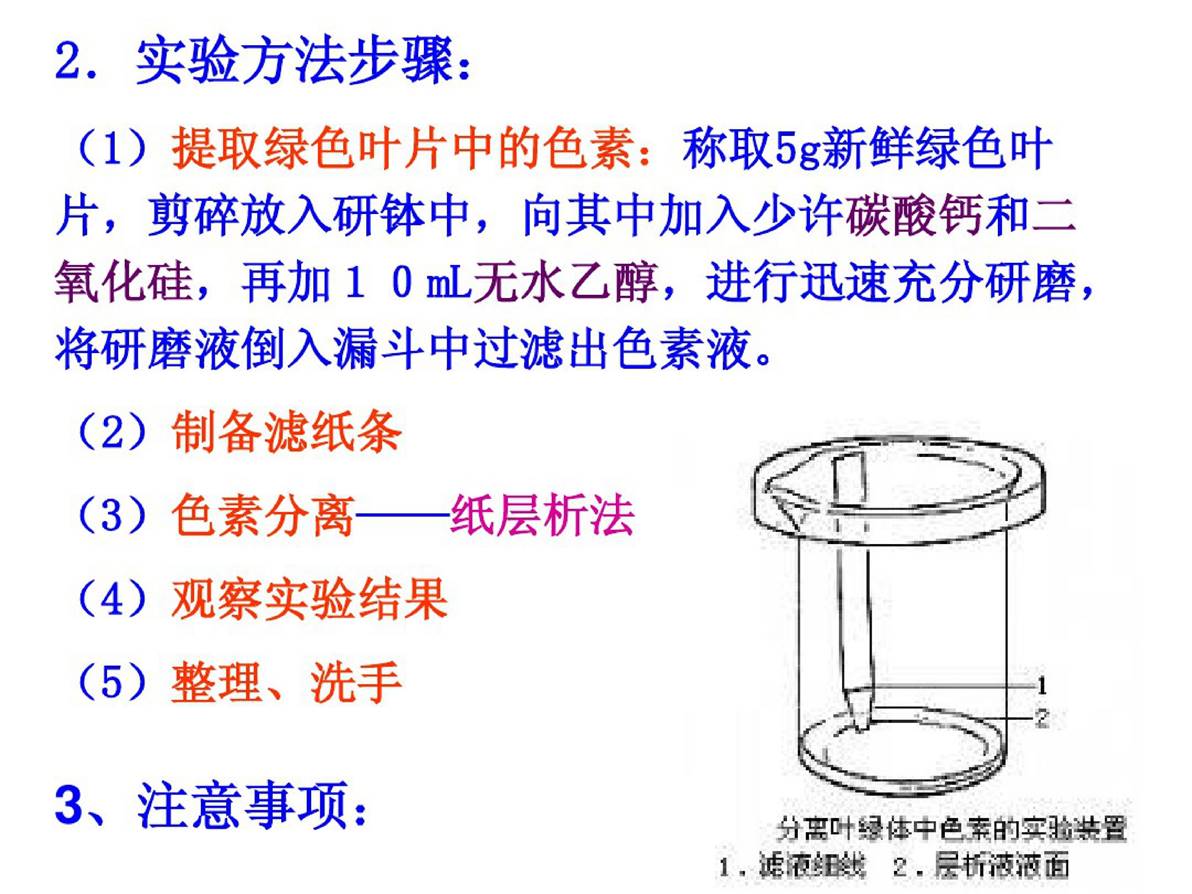 2．实验方法步骤：
（1）提取绿色叶片中的色素：称取5g新鲜绿色叶
片，剪碎放入研钵中，向其中加入少许碳酸钙和二
氧化硅，再加１０mL无水乙醇，进行迅速充分研磨，
将研磨液倒入漏斗中过滤出色素液。
（2）制备滤纸条
（3）色素分离——纸层析法
（4）观察实验结果
（5）整理、洗手
1
2
3、注意事项：
分离叶绿体中色素的实验装置
1．滤液细线 2．层析液液面